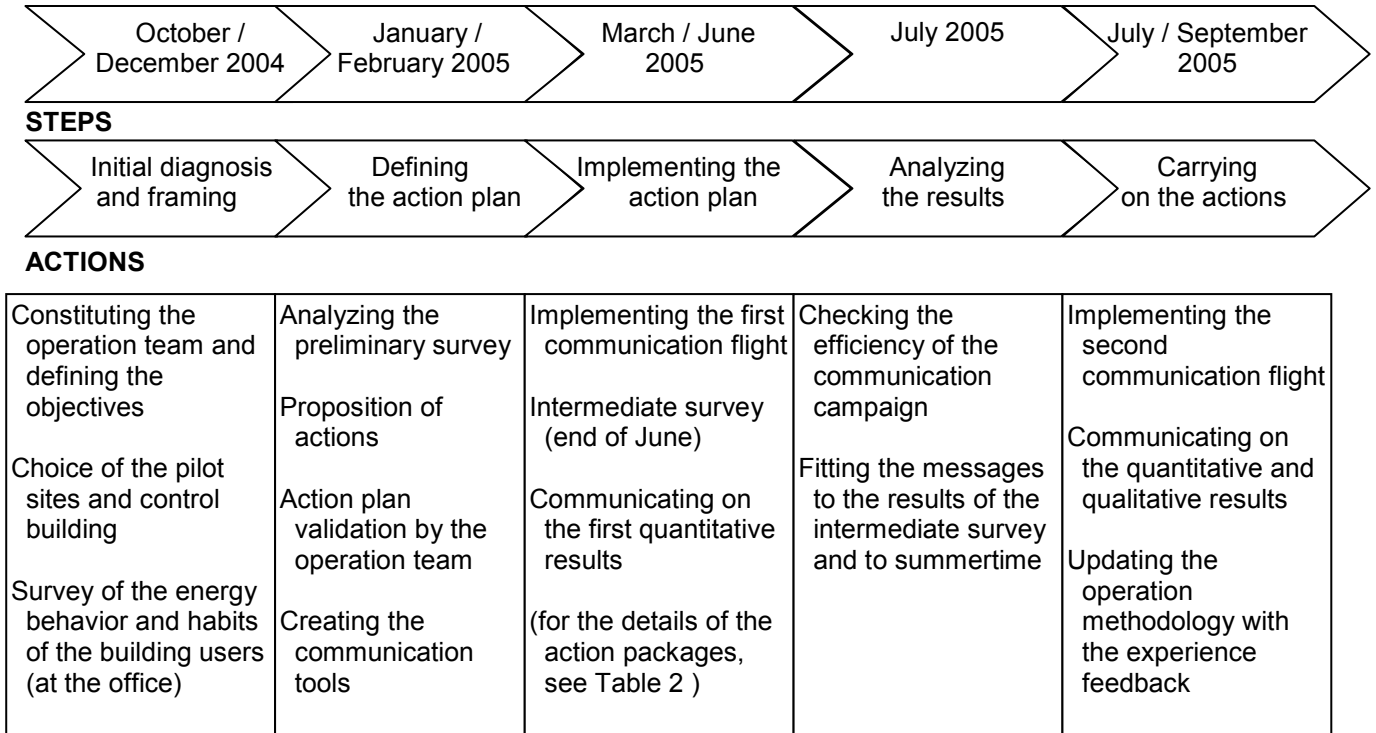 October /
December 2004
January /
February 2005
March / June
2005
July 2005
July / September
2005
STEPS
Initial diagnosis
and framing
Defining
the action plan
Implementing the
action plan
Analyzing
the results
Carrying
on the actions
ACTIONS
Constituting the
operation team and
defining the
objectives
Choice of the pilot
sites and control
building
Survey of the energy
behavior and habits
of the building users
(at the office)
Analyzing the
preliminary survey
Proposition of
actions
Action plan
validation by the
operation team
Creating the
communication
tools
Implementing the first
communication flight
Intermediate survey
(end of June)
Communicating on
the first quantitative
results
(for the details of the
action packages,
see Table 2 )
Checking the
efficiency of the
communication
campaign
Fitting the messages
to the results of the
intermediate survey
and to summertime
Implementing the
second
communication flight
Communicating on
the quantitative and
qualitative results
Updating the
operation
methodology with
the experience
feedback